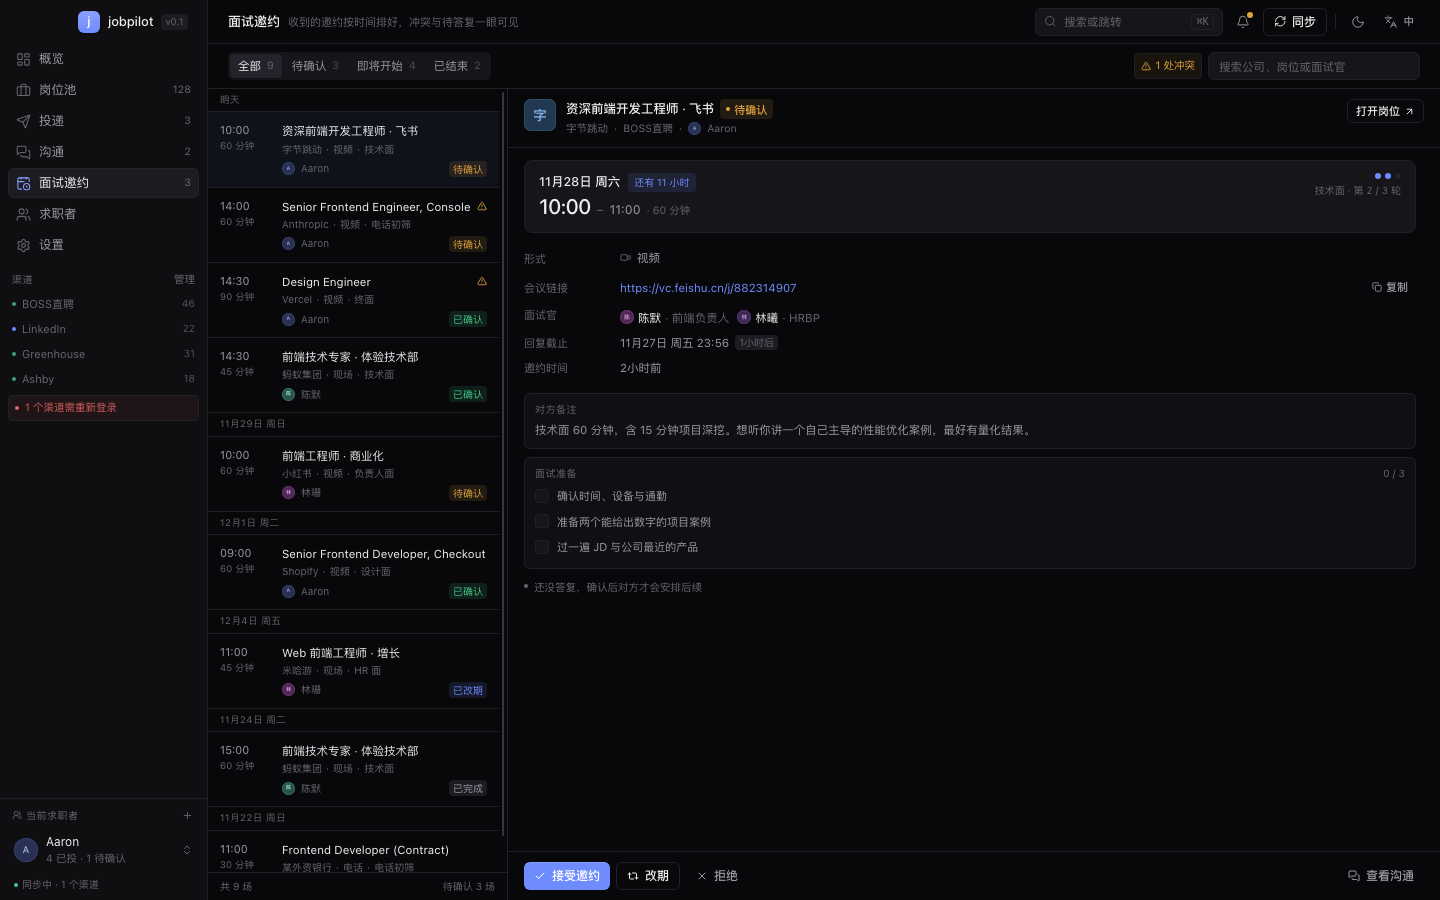 j jobpilot v0.1
概览
岗位池 128
投递 3
沟通 2
面试邀约 3
求职者
设置
渠道 管理
BOSS直聘 46
LinkedIn 22
Greenhouse 31
Ashby 18
1 个渠道需重新登录
当前求职者 +
A Aaron
4 已投 · 1 待确认
同步中 · 1 个渠道
面试邀约 收到的邀约按时间排好，冲突与待答复一眼可见
搜索或跳转 ⌘K
同步
中
全部 9 待确认 3 即将开始 4 已结束 2
1 处冲突
搜索公司、岗位或面试官
明天
10:00 资深前端开发工程师 · 飞书
60 分钟 字节跳动 · 视频 · 技术面
A Aaron 待确认
14:00 Senior Frontend Engineer, Console
60 分钟 Anthropic · 视频 · 电话初筛
A Aaron 待确认
14:30 Design Engineer
90 分钟 Vercel · 视频 · 终面
A Aaron 已确认
14:30 前端技术专家 · 体验技术部
45 分钟 蚂蚁集团 · 现场 · 技术面
陈 陈默 已确认
11月29日 周日
10:00 前端工程师 · 商业化
60 分钟 小红书 · 视频 · 负责人面
林 林珊 待确认
12月1日 周二
09:00 Senior Frontend Developer, Checkout
60 分钟 Shopify · 视频 · 设计面
A Aaron 已确认
12月4日 周五
11:00 Web 前端工程师 · 增长
45 分钟 米哈游 · 现场 · HR 面
林 林珊 已改期
11月24日 周二
15:00 前端技术专家 · 体验技术部
60 分钟 蚂蚁集团 · 现场 · 技术面
陈 陈默 已完成
11月22日 周日
11:00 Frontend Developer (Contract)
30 分钟 某外资银行 · 电话 · 电话初筛
共 9 场 待确认 3 场
字 资深前端开发工程师 · 飞书 待确认
字节跳动 · BOSS直聘 · A Aaron
打开岗位
11月28日 周六 还有 11 小时
10:00 – 11:00 · 60 分钟
技术面 · 第 2 / 3 轮
形式 视频
会议链接 https://vc.feishu.cn/j/882314907 复制
面试官 陈 陈默 · 前端负责人 林 林曦 · HRBP
回复截止 11月27日 周五 23:56 1小时后
邀约时间 2小时前
对方备注
技术面 60 分钟，含 15 分钟项目深挖。想听你讲一个自己主导的性能优化案例，最好有量化结果。
面试准备 0 / 3
确认时间、设备与通勤
准备两个能给出数字的项目案例
过一遍 JD 与公司最近的产品
还没答复，确认后对方才会安排后续
接受邀约 改期 拒绝 查看沟通